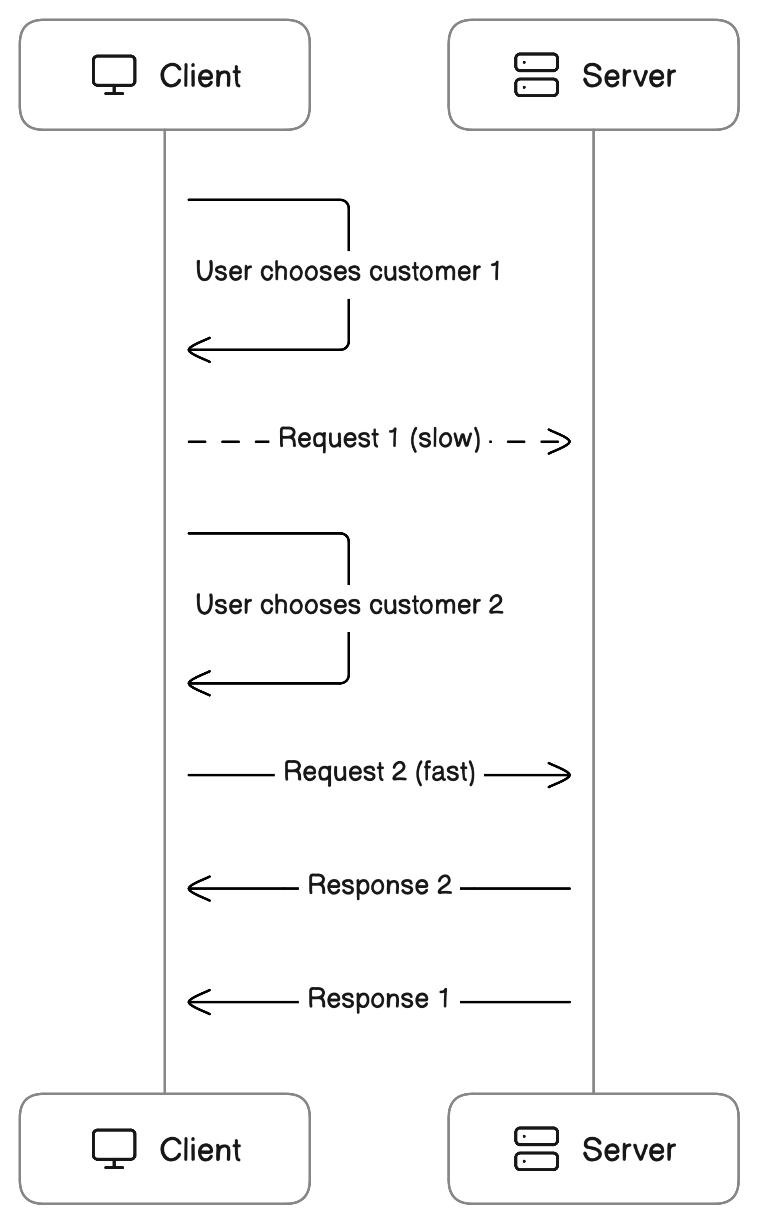 Client
Server
User chooses customer 1
Request 1 (slow)
User chooses customer 2
Request 2 (fast)
Response 2
Response 1
Client
Server